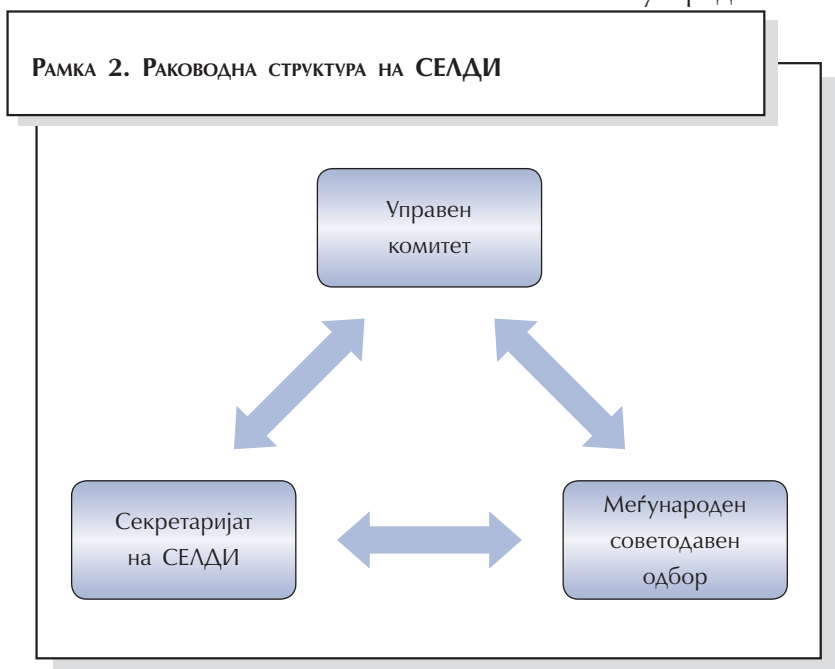 Рамка 2. Раководна структура на СЕЛДИ
Управен
комитет
Секретаријат
на СЕЛДИ
Меѓународен
советодавен
одбор